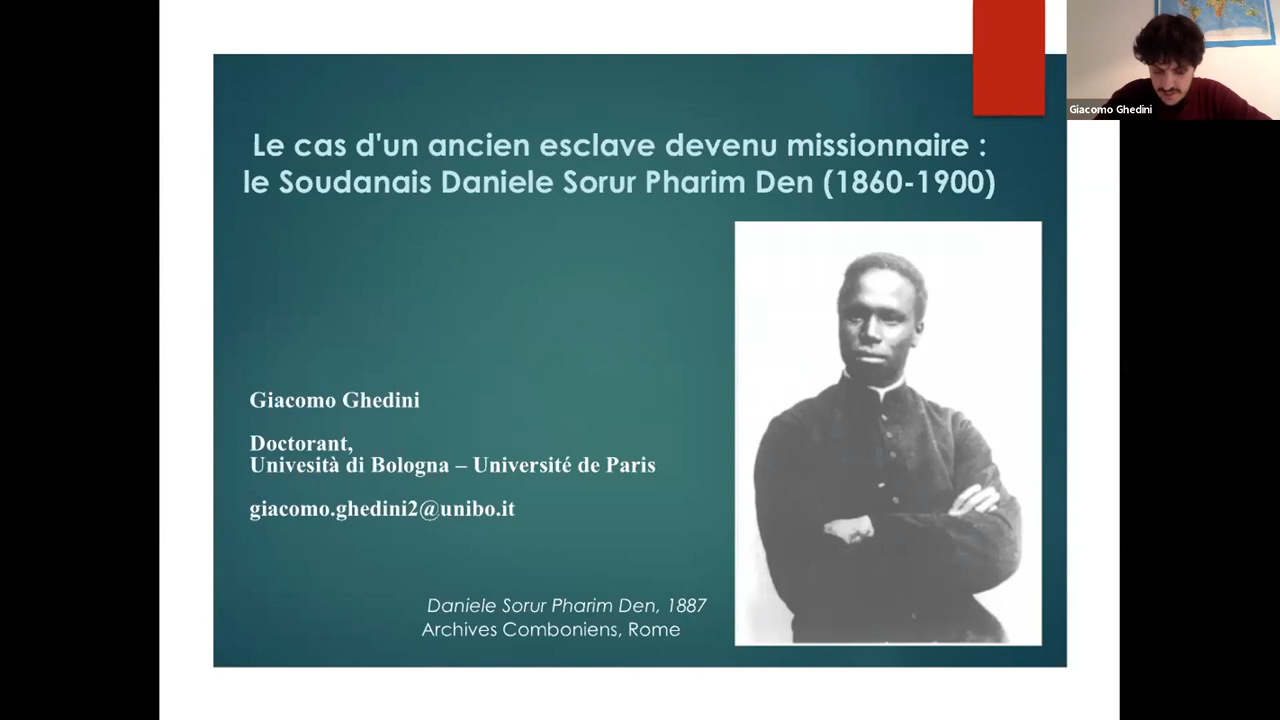 Giacomo Ghedini
Le cas d'un ancien esclave devenu missionnaire :
le Soudanais Daniele Sorur Pharim Den (1860-1900)
Giacomo Ghedini
Doctorant,
Univesità di Bologna – Université de Paris
giacomo.ghedini2@unibo.it
Daniele Sorur Pharim Den, 1887
Archives Comboniens, Rome